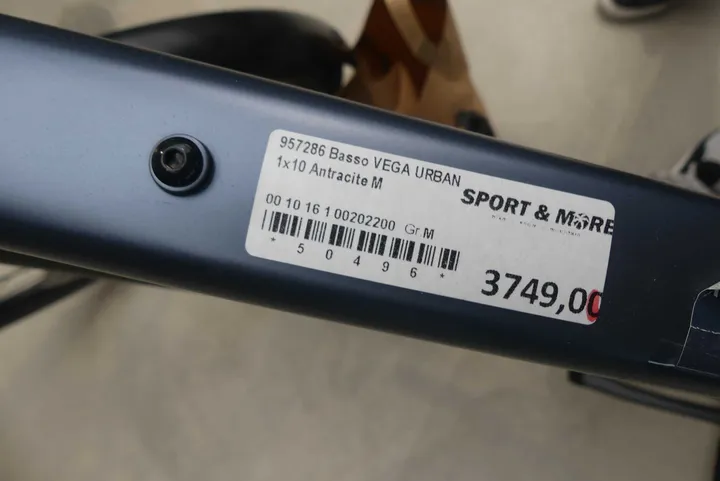 957286 Basso VEGA URBAN
1x10 Antracite M
SPORT & MORE
00 10 16 1 00202200 Gr M
* 5 0 4 9 6 *
3749,00